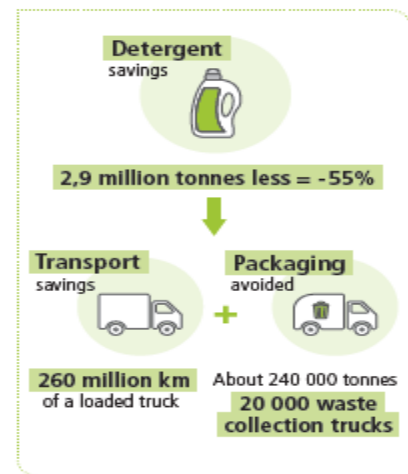 Detergent
savings
2,9 million tonnes less = -55%
Transport
savings
Packaging
avoided
260 million km
of a loaded truck
About 240 000 tonnes
20 000 waste
collection trucks